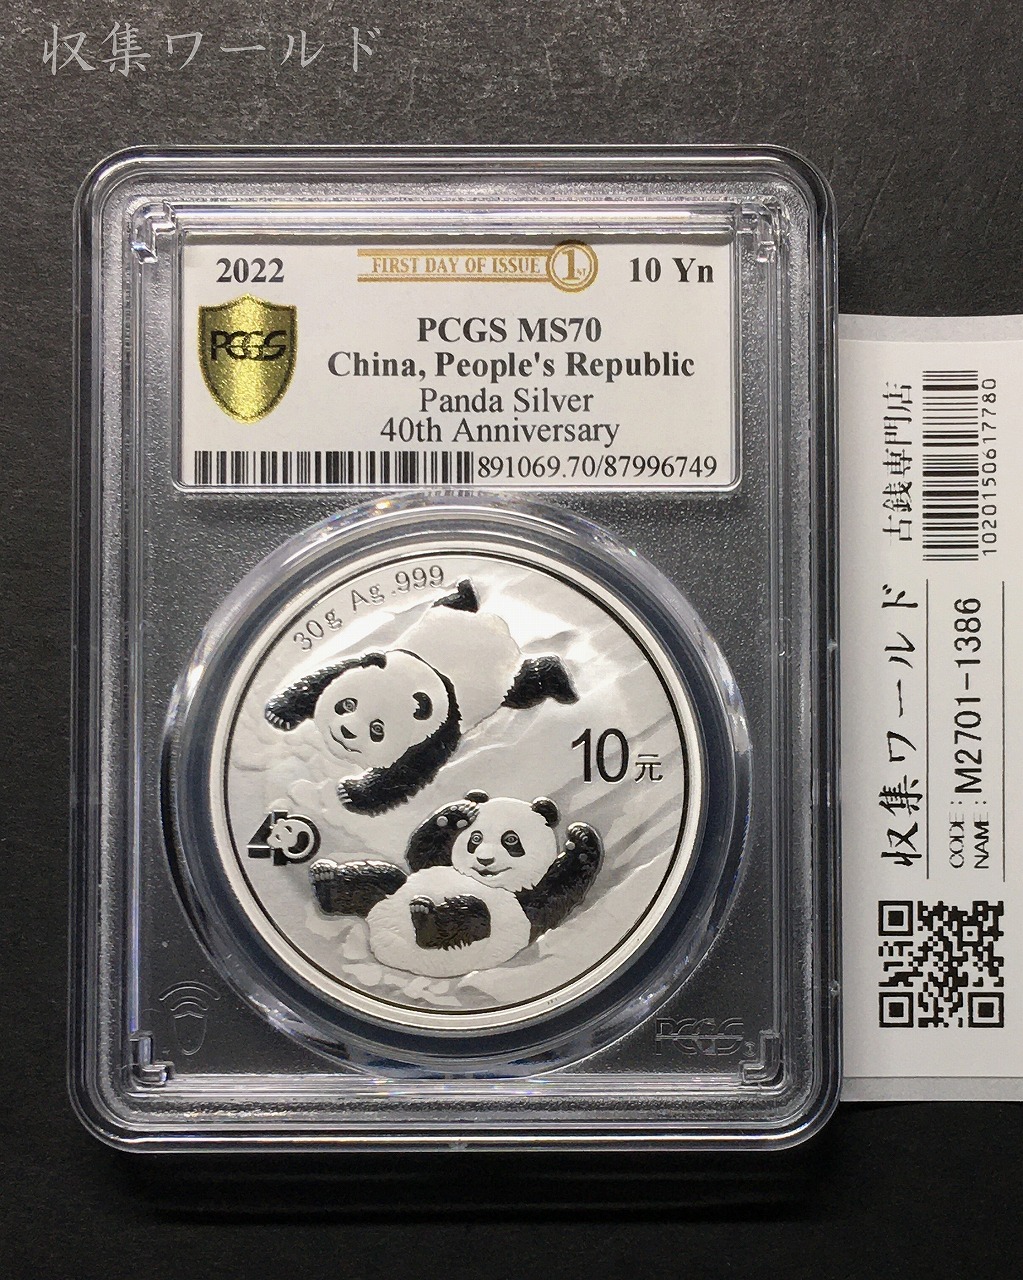 収集ワールド
2022
FIRST DAY OF ISSUE 1ST
10 Yn
PCGS
PCGS MS70
China, People's Republic
Panda Silver
40th Anniversary
891069.70/87996749
30g Ag .999
10元
40
PCGS
収集ワールド 古銭専門店
1020150617780
CODE: M2701-1386
NAME: